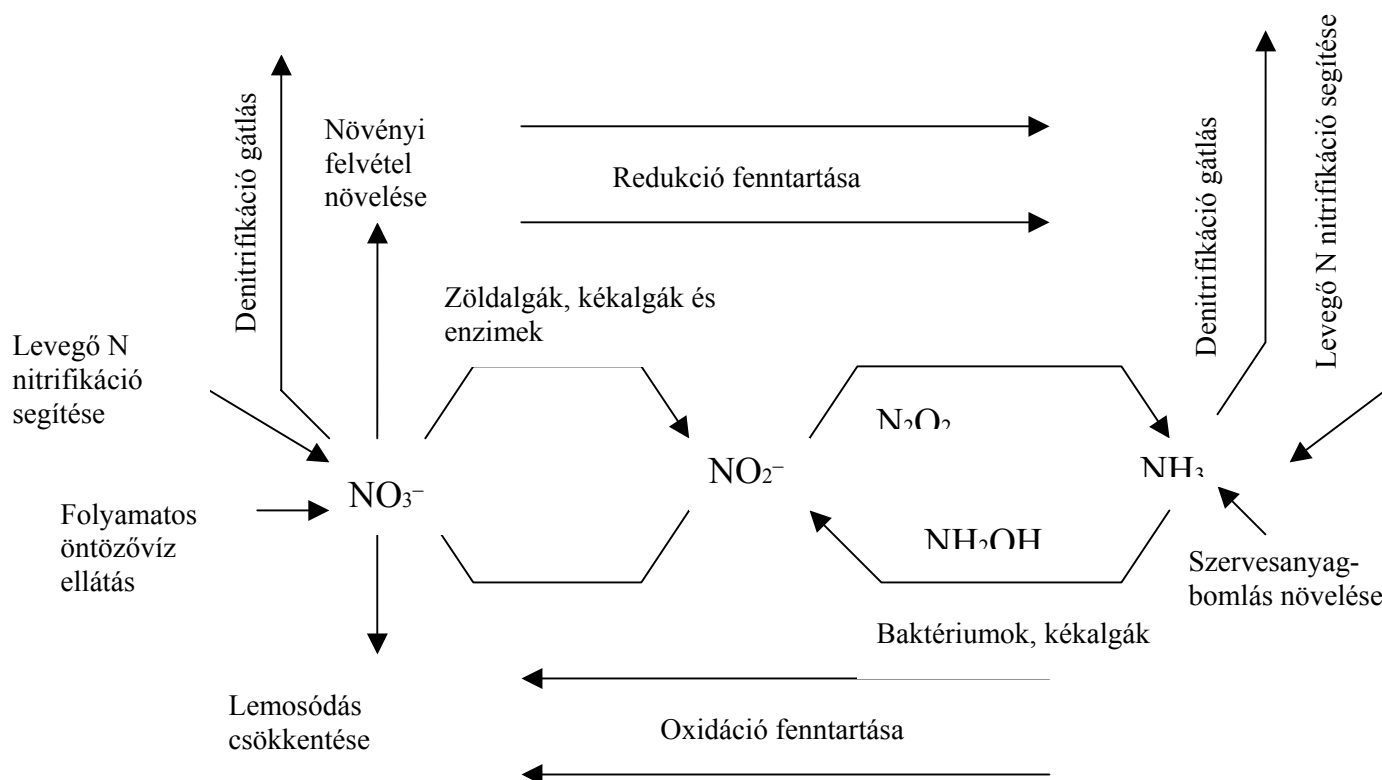 Denitrifikáció gátlás
Növényi
felvétel
növelése
Redukció fenntartása
Denitrifikáció gátlás
Levegő N nitrifikáció segítése
Zöldalgák, kékalgák és
enzimek
Levegő N
nitrifikáció
segítése
N₂O₂
NO₃⁻
NO₂⁻
NH₃
Folyamatos
öntözővíz
ellátás
NH₂OH
Szervesanyag-
bomlás növelése
Baktériumok, kékalgák
Lemosódás
csökkentése
Oxidáció fenntartása